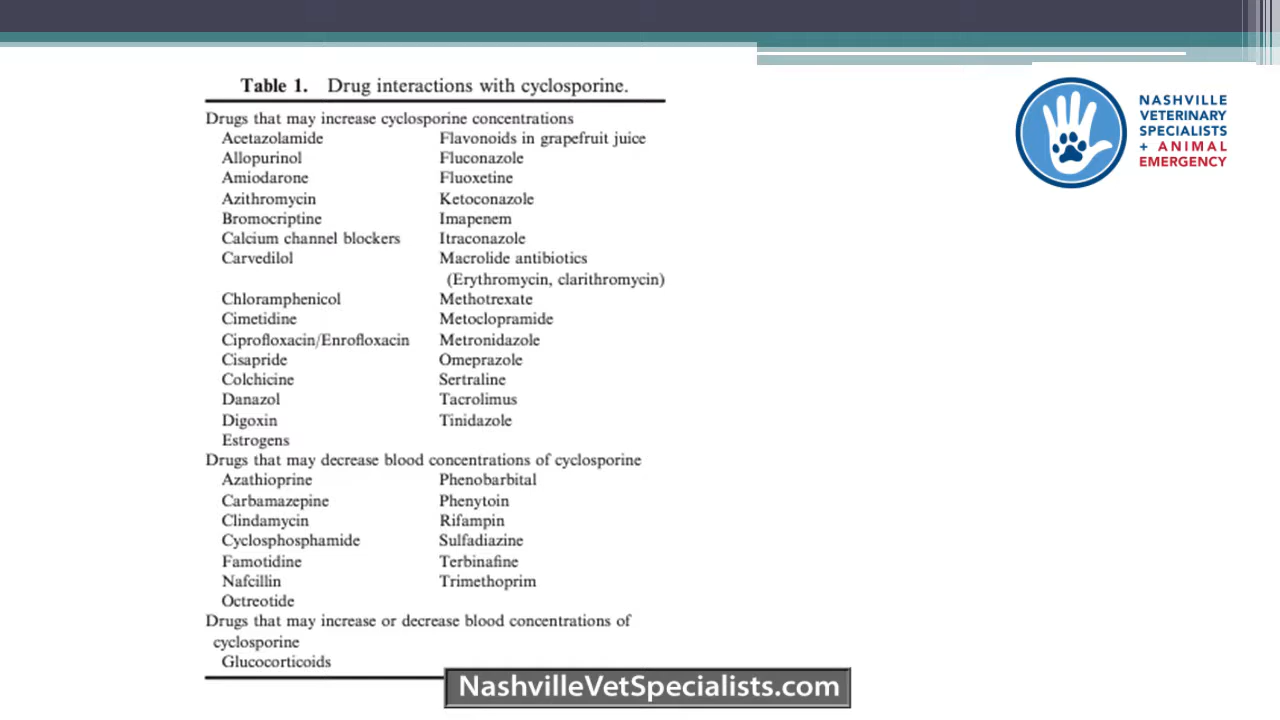 Table 1. Drug interactions with cyclosporine.
NASHVILLE
VETERINARY
SPECIALISTS
+ ANIMAL
EMERGENCY
Drugs that may increase cyclosporine concentrations
Acetazolamide Flavonoids in grapefruit juice
Allopurinol Fluconazole
Amiodarone Fluoxetine
Azithromycin Ketoconazole
Bromocriptine Imapenem
Calcium channel blockers Itraconazole
Carvedilol Macrolide antibiotics
(Erythromycin, clarithromycin)
Chloramphenicol Methotrexate
Cimetidine Metoclopramide
Ciprofloxacin/Enrofloxacin Metronidazole
Cisapride Omeprazole
Colchicine Sertraline
Danazol Tacrolimus
Digoxin Tinidazole
Estrogens
Drugs that may decrease blood concentrations of cyclosporine
Azathioprine Phenobarbital
Carbamazepine Phenytoin
Clindamycin Rifampin
Cyclosphosphamide Sulfadiazine
Famotidine Terbinafine
Nafcillin Trimethoprim
Octreotide
Drugs that may increase or decrease blood concentrations of
cyclosporine
Glucocorticoids
NashvilleVetSpecialists.com